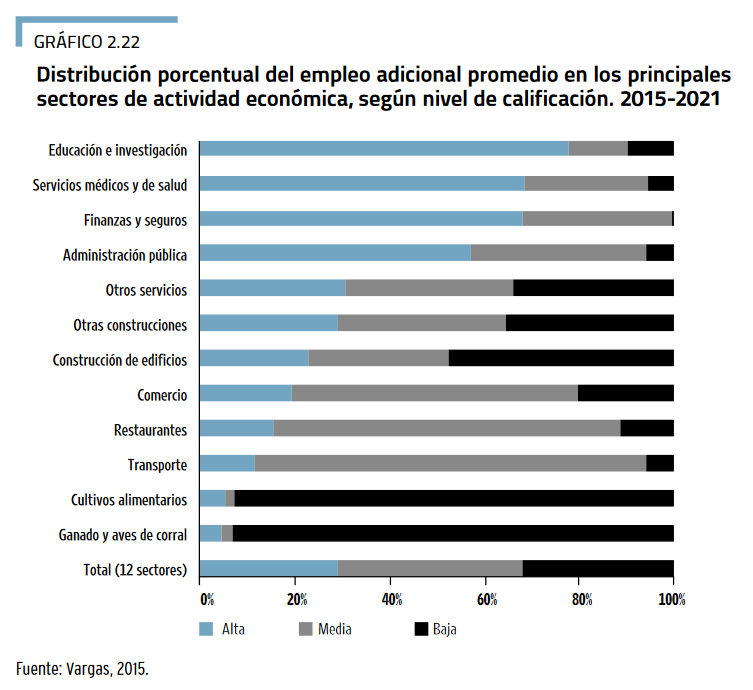 GRÁFICO 2.22
Distribución porcentual del empleo adicional promedio en los principales
sectores de actividad económica, según nivel de calificación. 2015-2021
Educación e investigación
Servicios médicos y de salud
Finanzas y seguros
Administración pública
Otros servicios
Otras construcciones
Construcción de edificios
Comercio
Restaurantes
Transporte
Cultivos alimentarios
Ganado y aves de corral
Total (12 sectores)
0% 20% 40% 60% 80% 100%
Alta Media Baja
Fuente: Vargas, 2015.